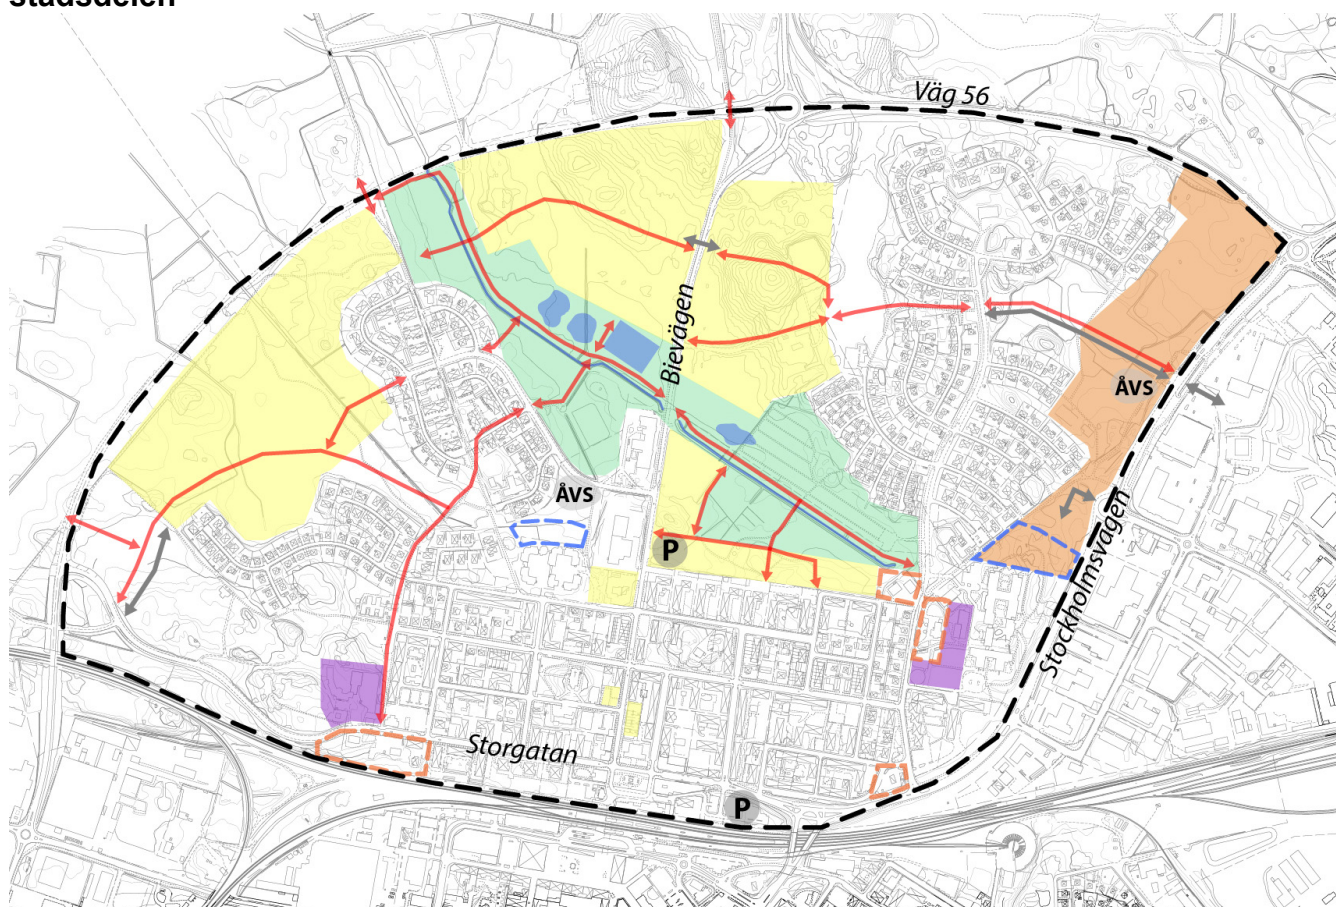 stadsdelen
Väg 56
Bievägen
ÅVS
ÅVS
Stockholmsvägen
P
Storgatan
P